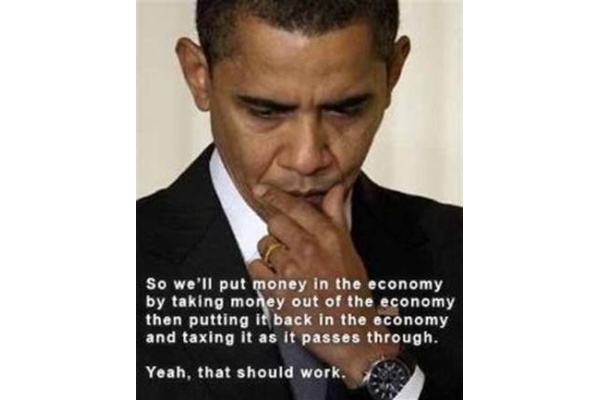 So we'll put money in the economy
by taking money out of the economy
then putting it back in the economy
and taxing it as it passes through.
Yeah, that should work.